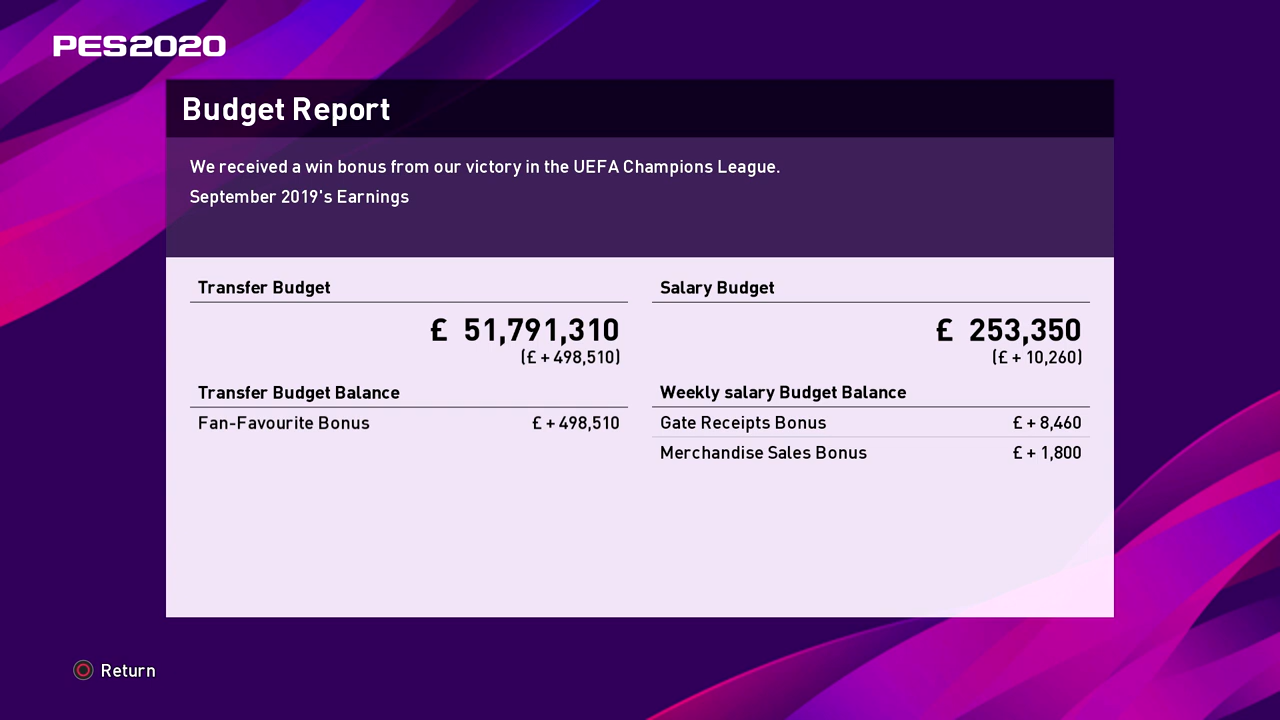 PES2020
Budget Report
We received a win bonus from our victory in the UEFA Champions League.
September 2019's Earnings
Transfer Budget
£ 51,791,310
(£ + 498,510)
Transfer Budget Balance
Fan-Favourite Bonus £ + 498,510
Salary Budget
£ 253,350
(£ + 10,260)
Weekly salary Budget Balance
Gate Receipts Bonus £ + 8,460
Merchandise Sales Bonus £ + 1,800
Return